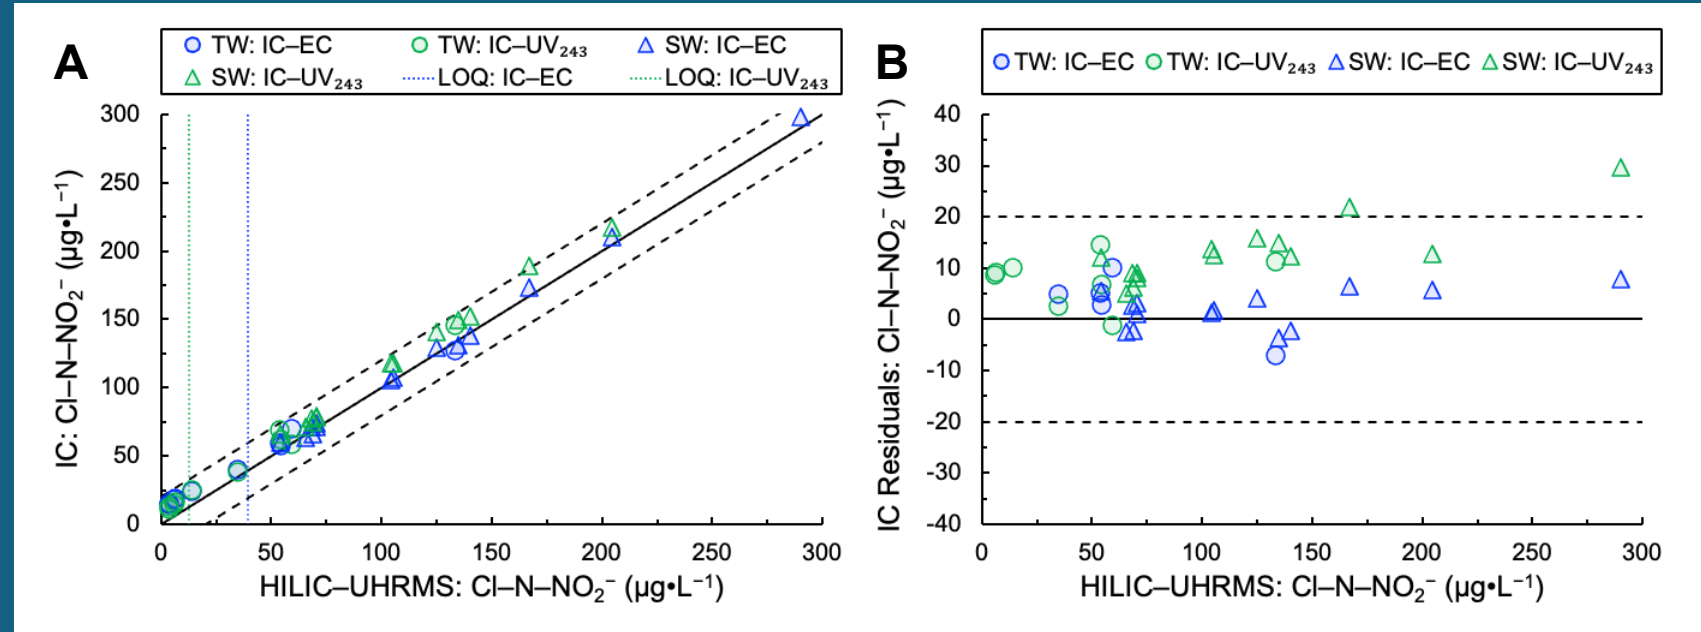 A
TW: IC–EC TW: IC–UV₂₄₃ SW: IC–EC
SW: IC–UV₂₄₃ LOQ: IC–EC LOQ: IC–UV₂₄₃
IC: Cl–N–NO₂⁻ (µg•L⁻¹)
300
250
200
150
100
50
0
0 50 100 150 200 250 300
HILIC–UHRMS: Cl–N–NO₂⁻ (µg•L⁻¹)
B
TW: IC–EC TW: IC–UV₂₄₃ SW: IC–EC SW: IC–UV₂₄₃
IC Residuals: Cl–N–NO₂⁻ (µg•L⁻¹)
40
30
20
10
0
-10
-20
-30
-40
0 50 100 150 200 250 300
HILIC–UHRMS: Cl–N–NO₂⁻ (µg•L⁻¹)